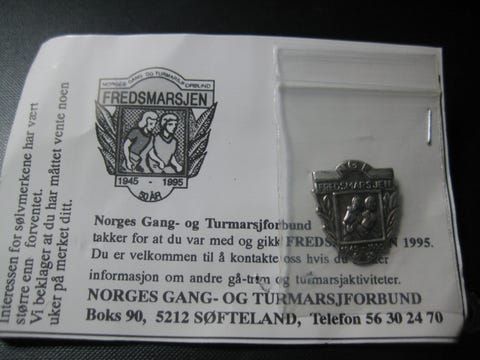 Interessen for sølvmerkene har vært
større enn forventet.
Vi beklager at du har måttet vente noen
uker på merket ditt.
NORGES GANG- OG TURMARSJFORBUND
FREDSMARSJEN
1945 - 1995
50 ÅR
Norges Gang- og Turmarsjforbund
takker for at du var med og gikk FREDS EN 1995.
Du er velkommen til å kontakte oss hvis du
informasjon om andre gå-trim og turmarsjaktiviteter.
NORGES GANG- OG TURMARSJFORBUND
Boks 90, 5212 SØFTELAND, Telefon 56 30 24 70
FREDSMARSJEN